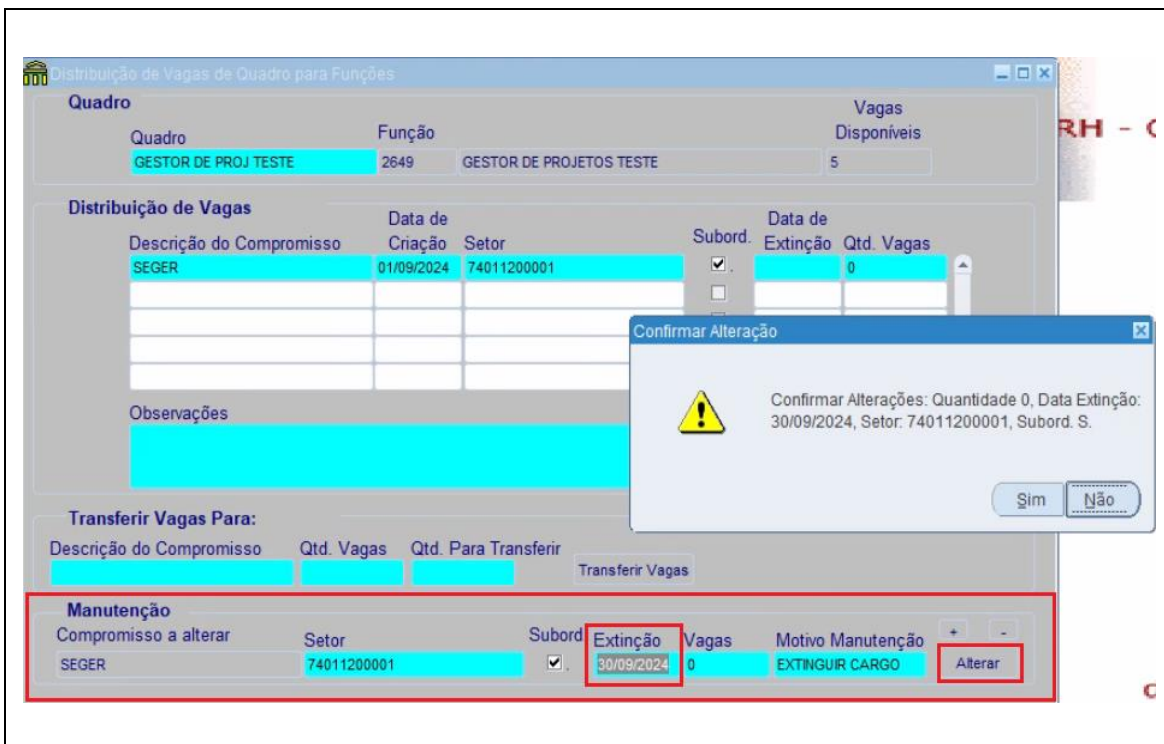 Distribuição de Vagas de Quadro para Funções
Quadro
Quadro Função Vagas Disponíveis
GESTOR DE PROJ TESTE 2649 GESTOR DE PROJETOS TESTE 5
RH -
Distribuição de Vagas
Descrição do Compromisso Data de Criação Setor Subord. Data de Extinção Qtd. Vagas
SEGER 01/09/2024 74011200001 . 0
Confirmar Alteração
Confirmar Alterações: Quantidade 0, Data Extinção:
30/09/2024, Setor: 74011200001, Subord. S.
Sim Não
Observações
Transferir Vagas Para:
Descrição do Compromisso Qtd. Vagas Qtd. Para Transferir
Transferir Vagas
Manutenção
Compromisso a alterar Setor Subord Extinção Vagas Motivo Manutenção + -
SEGER 74011200001 . 30/09/2024 0 EXTINGUIR CARGO Alterar